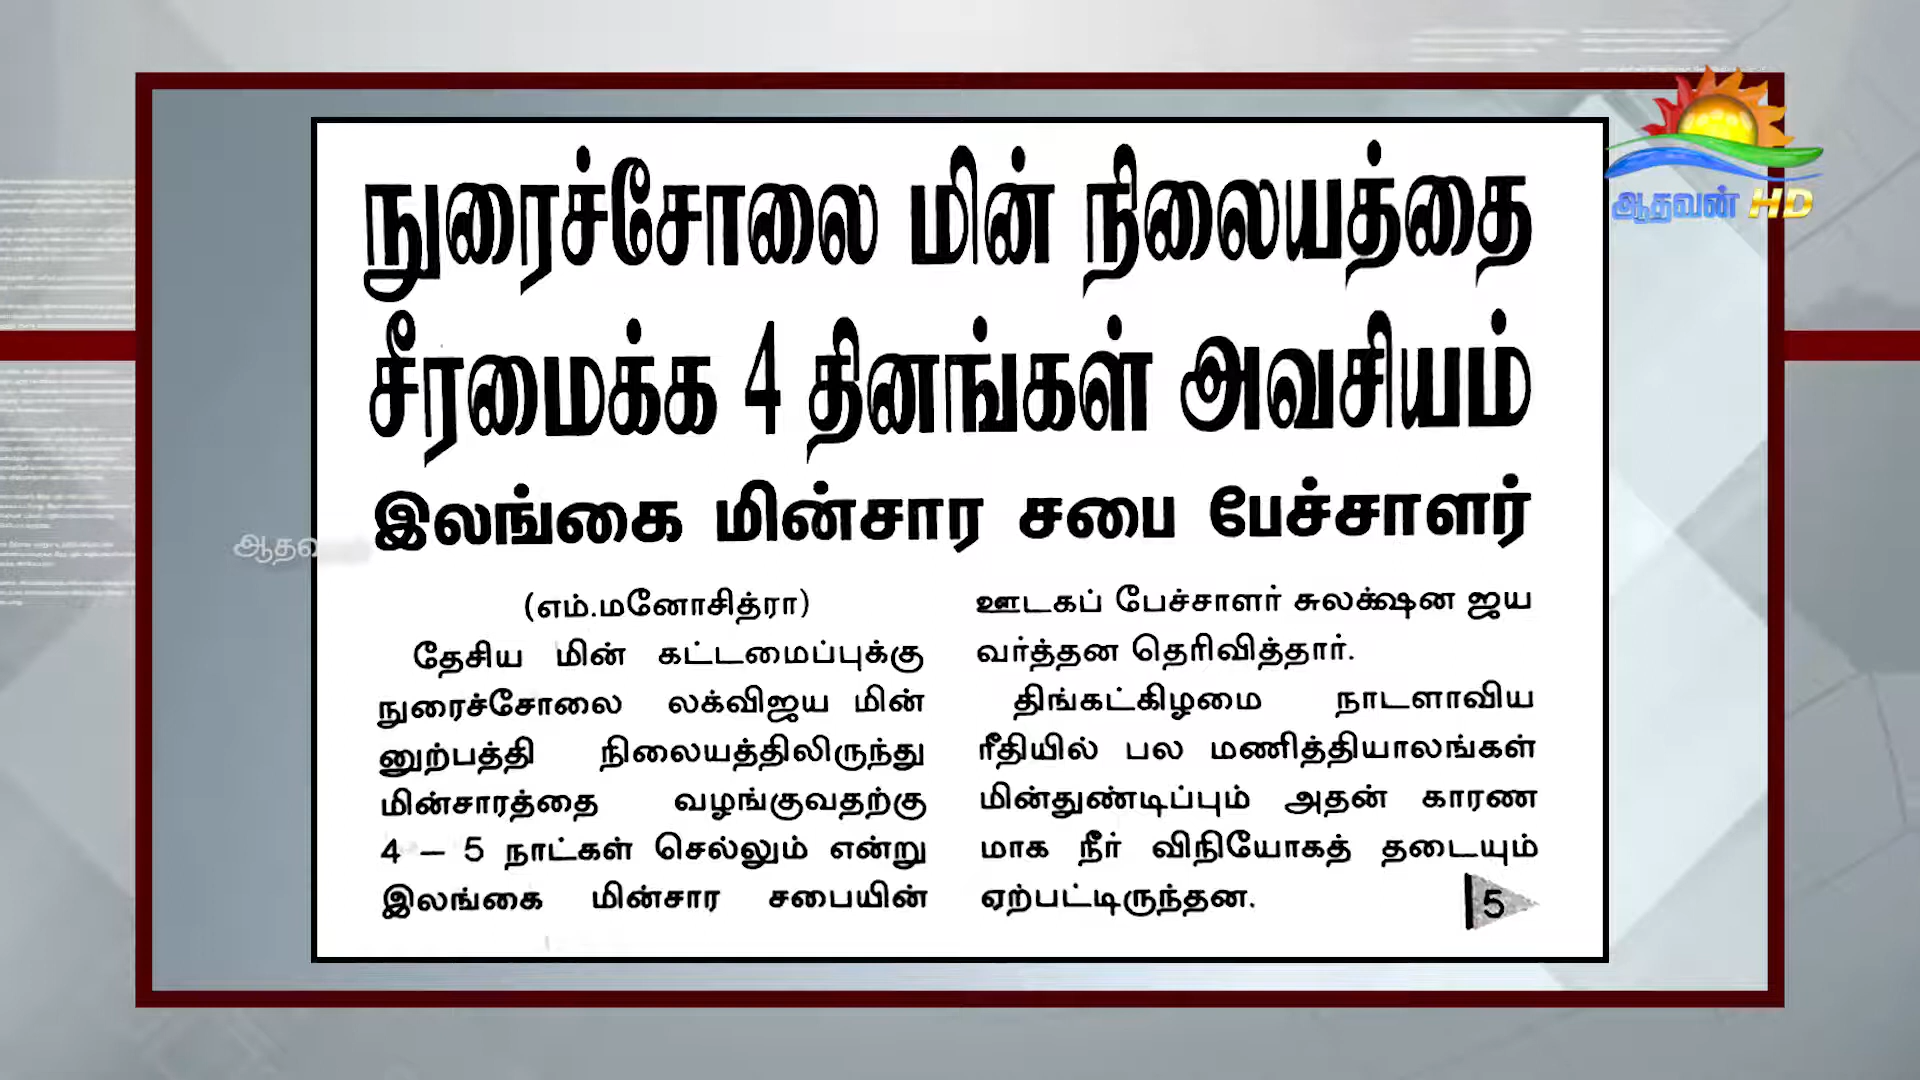 நுரைச்சோலை மின் நிலையத்தை
சீரமைக்க 4 தினங்கள் அவசியம்
இலங்கை மின்சார சபை பேச்சாளர்
(எம்.மனோசித்ரா)
தேசிய மின் கட்டமைப்புக்கு
நுரைச்சோலை லக்விஜய மின்
னுற்பத்தி நிலையத்திலிருந்து
மின்சாரத்தை வழங்குவதற்கு
4 – 5 நாட்கள் செல்லும் என்று
இலங்கை மின்சார சபையின்
ஊடகப் பேச்சாளர் சுலக்ஷன ஜய
வர்த்தன தெரிவித்தார்.
திங்கட்கிழமை நாடளாவிய
ரீதியில் பல மணித்தியாலங்கள்
மின்துண்டிப்பும் அதன் காரண
மாக நீர் விநியோகத் தடையும்
ஏற்பட்டிருந்தன.
5
ஆதவன் HD